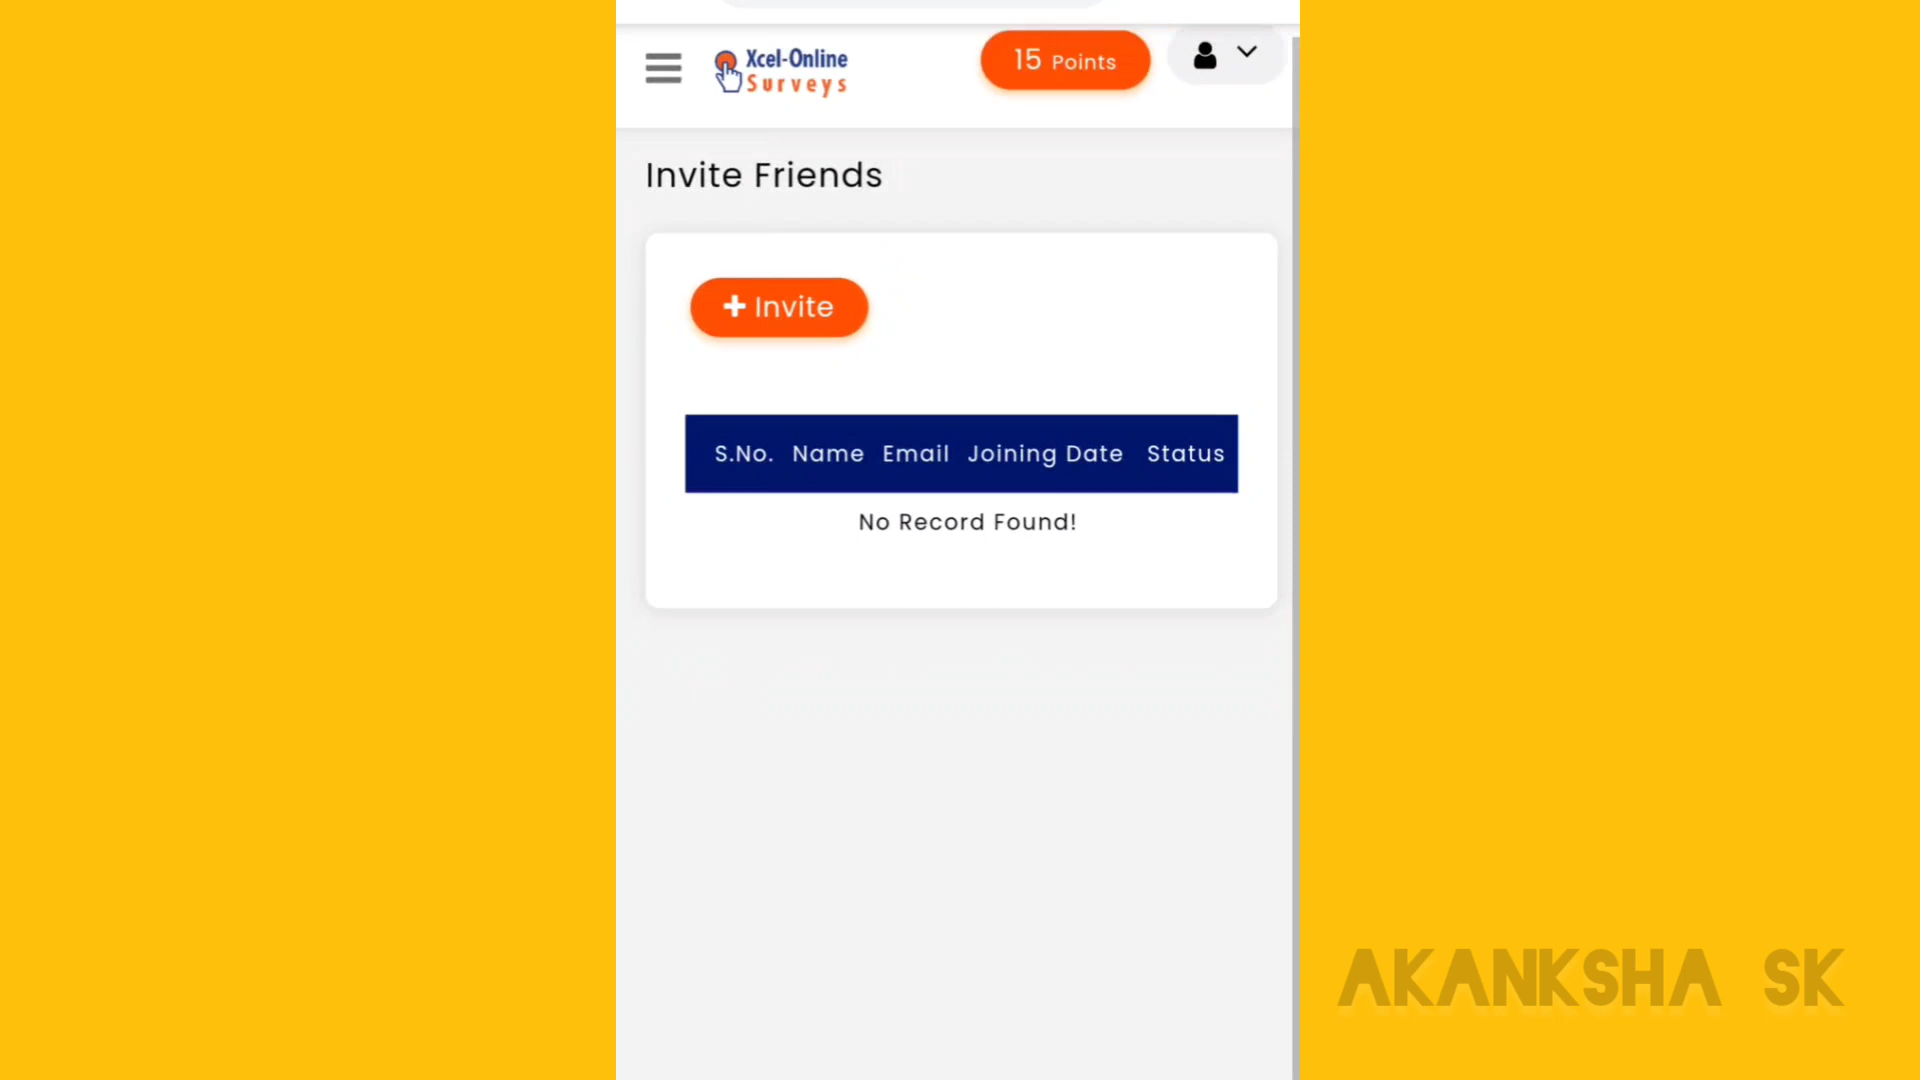 Xcel-Online
Surveys
15 Points
Invite Friends
Invite
S.No. Name Email Joining Date Status
No Record Found!
AKANKSHA SK